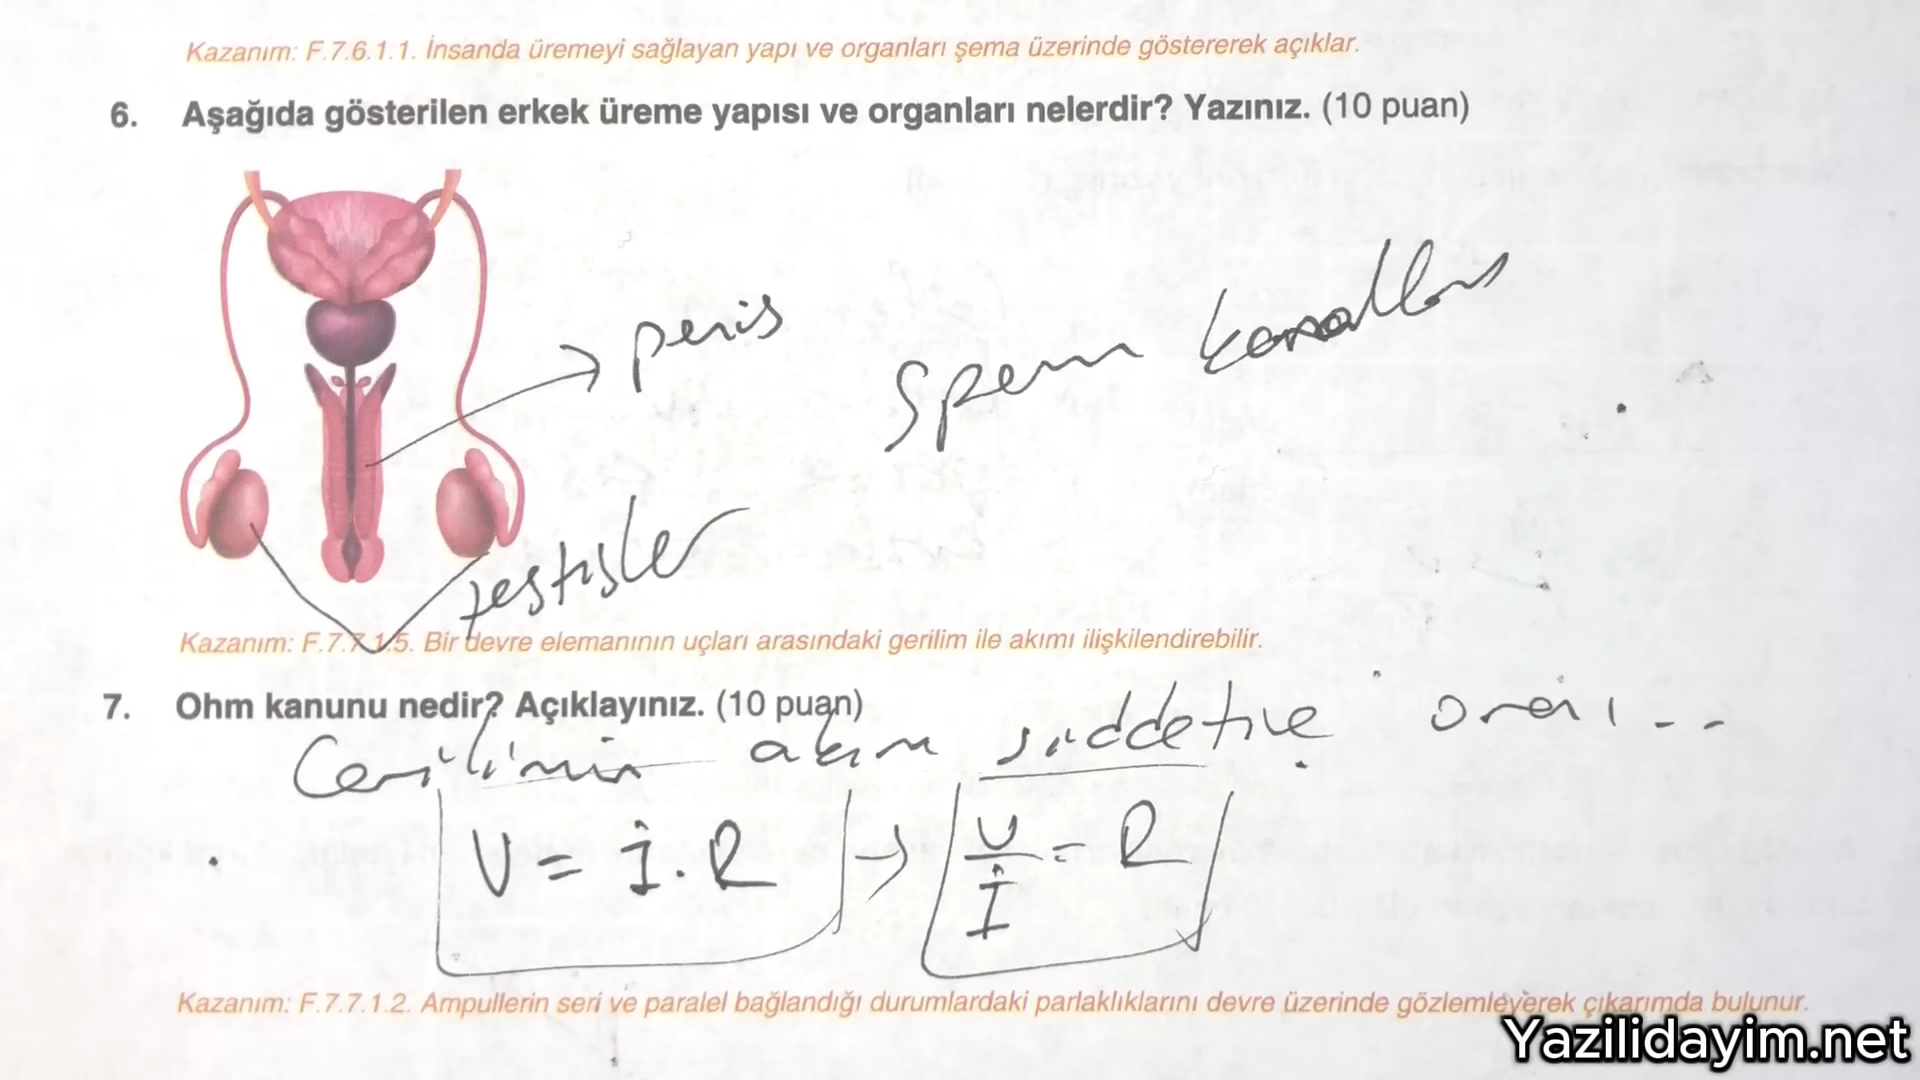 Kazanım: F.7.6.1.1. İnsanda üremeyi sağlayan yapı ve organları şema üzerinde göstererek açıklar.
6. Aşağıda gösterilen erkek üreme yapısı ve organları nelerdir? Yazınız. (10 puan)
penis
sperm kanalları
testisler
Kazanım: F.7.7.1.5. Bir devre elemanının uçları arasındaki gerilim ile akımı ilişkilendirebilir.
7. Ohm kanunu nedir? Açıklayınız. (10 puan)
Gerilimin akım şiddetine oranı...
V = İ.R → V/İ = R
Kazanım: F.7.7.1.2. Ampullerin seri ve paralel bağlandığı durumlardaki parlaklıklarını devre üzerinde gözlemleyerek çıkarımda bulunur.
Yazilidayim.net